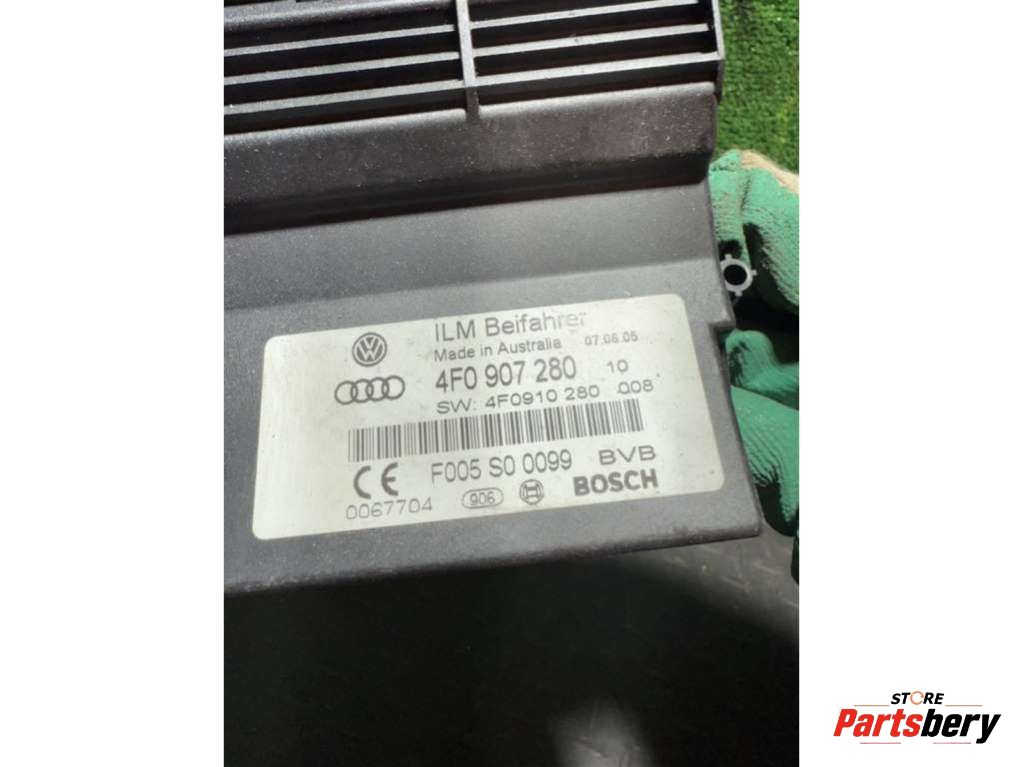 ILM Beifahrer
Made in Australia 07.06.05
4F0 907 280 10
SW: 4F0910 280 008
F005 S0 0099 BVB
CE
0067704 906 BOSCH
STORE
Partsbery